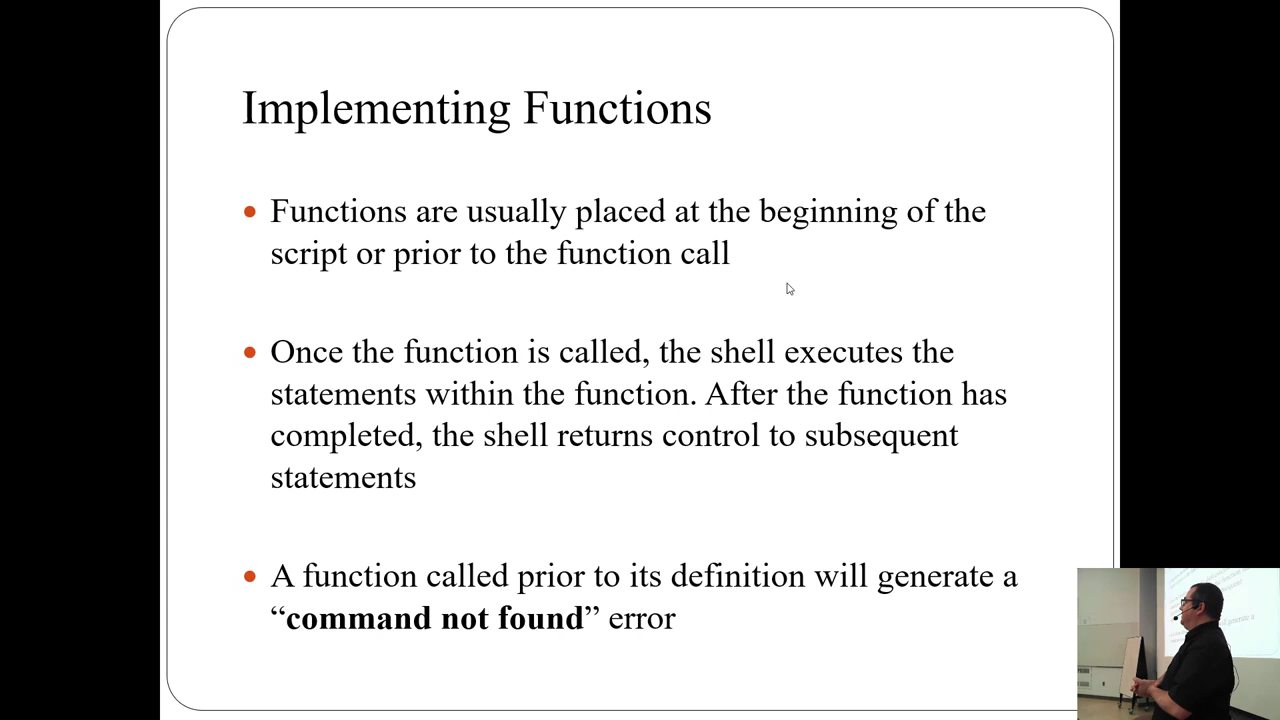 Implementing Functions
Functions are usually placed at the beginning of the
script or prior to the function call
Once the function is called, the shell executes the
statements within the function. After the function has
completed, the shell returns control to subsequent
statements
A function called prior to its definition will generate a
“command not found” error